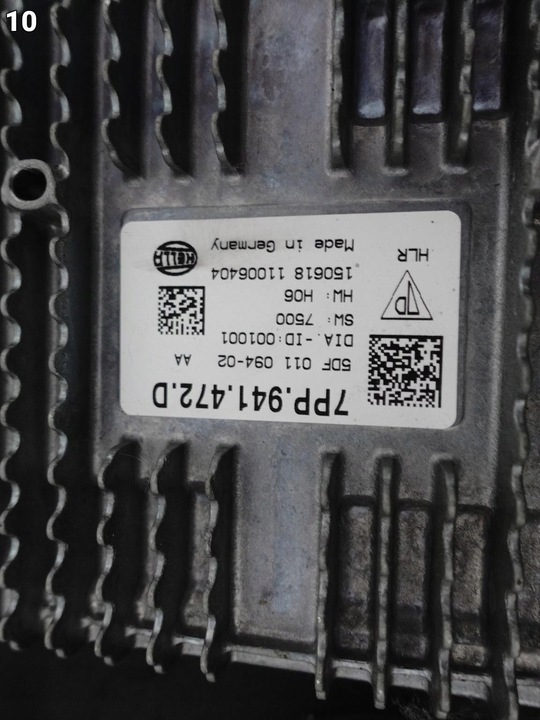 10
7PP.941.472.D
5DF 011 094-02 AA
DIA.-ID:001001
SW: 7500
HW: H06
150618 11006404
Made in Germany
HELLA
HLR